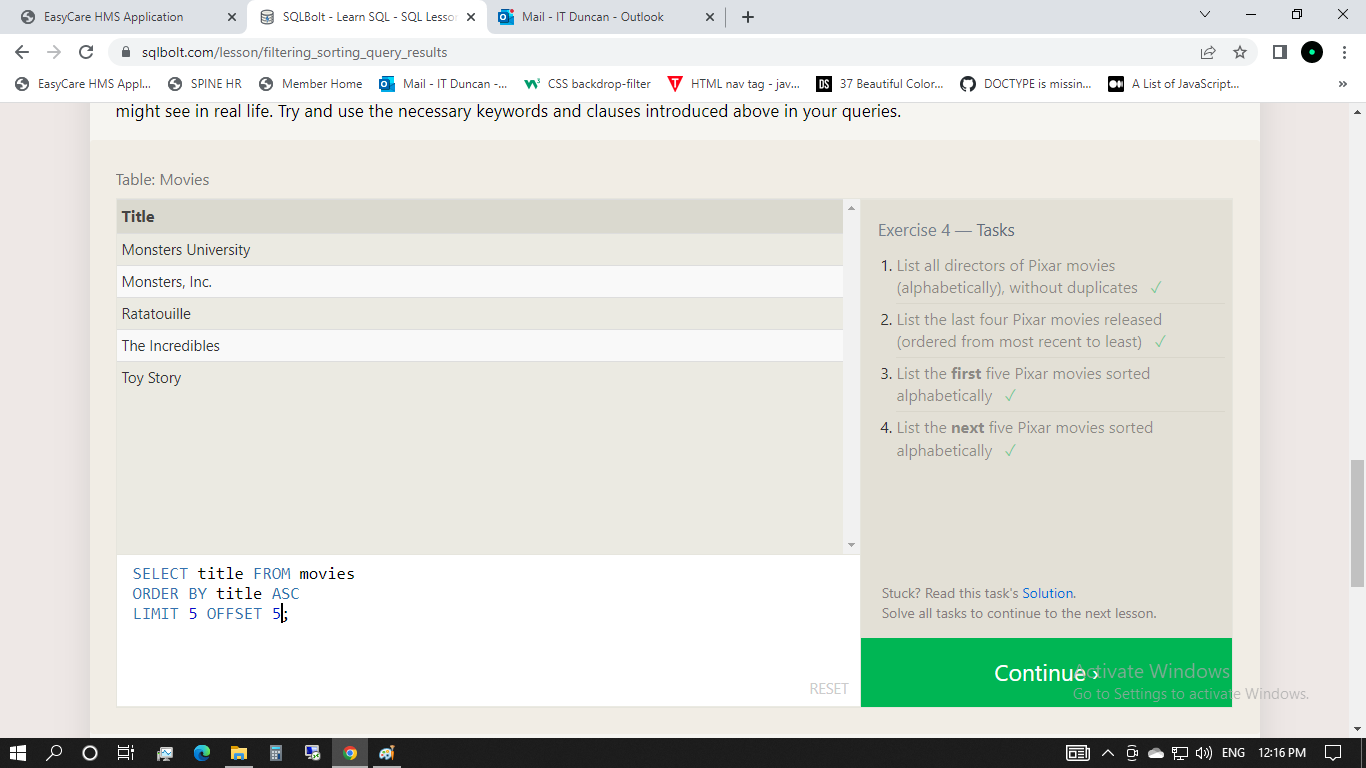 EasyCare HMS Application
SQLBolt - Learn SQL - SQL Lesson
Mail - IT Duncan - Outlook
sqlbolt.com/lesson/filtering_sorting_query_results
EasyCare HMS Appl...
SPINE HR
Member Home
Mail - IT Duncan -...
CSS backdrop-filter
HTML nav tag - jav...
37 Beautiful Color...
DOCTYPE is missin...
A List of JavaScript...
»
might see in real life. Try and use the necessary keywords and clauses introduced above in your queries.
Table: Movies
Title
Monsters University
Monsters, Inc.
Ratatouille
The Incredibles
Toy Story
SELECT title FROM movies
ORDER BY title ASC
LIMIT 5 OFFSET 5;
RESET
Exercise 4 — Tasks
1. List all directors of Pixar movies
(alphabetically), without duplicates ✓
2. List the last four Pixar movies released
(ordered from most recent to least) ✓
3. List the first five Pixar movies sorted
alphabetically ✓
4. List the next five Pixar movies sorted
alphabetically ✓
Stuck? Read this task's Solution.
Solve all tasks to continue to the next lesson.
Continue ›
Activate Windows
Go to Settings to activate Windows.
ENG
12:16 PM